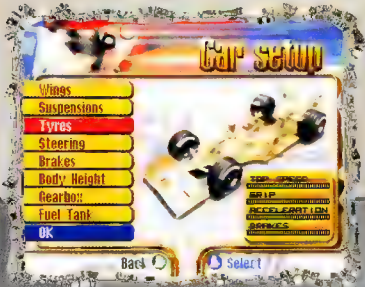 Car setup
Wings
Suspensions
Tyres
Steering
Brakes
Body Height
Gearbox
Fuel Tank
OK
TOP SPEED
GRIP
ACCELERATION
BRAKES
Back
Select